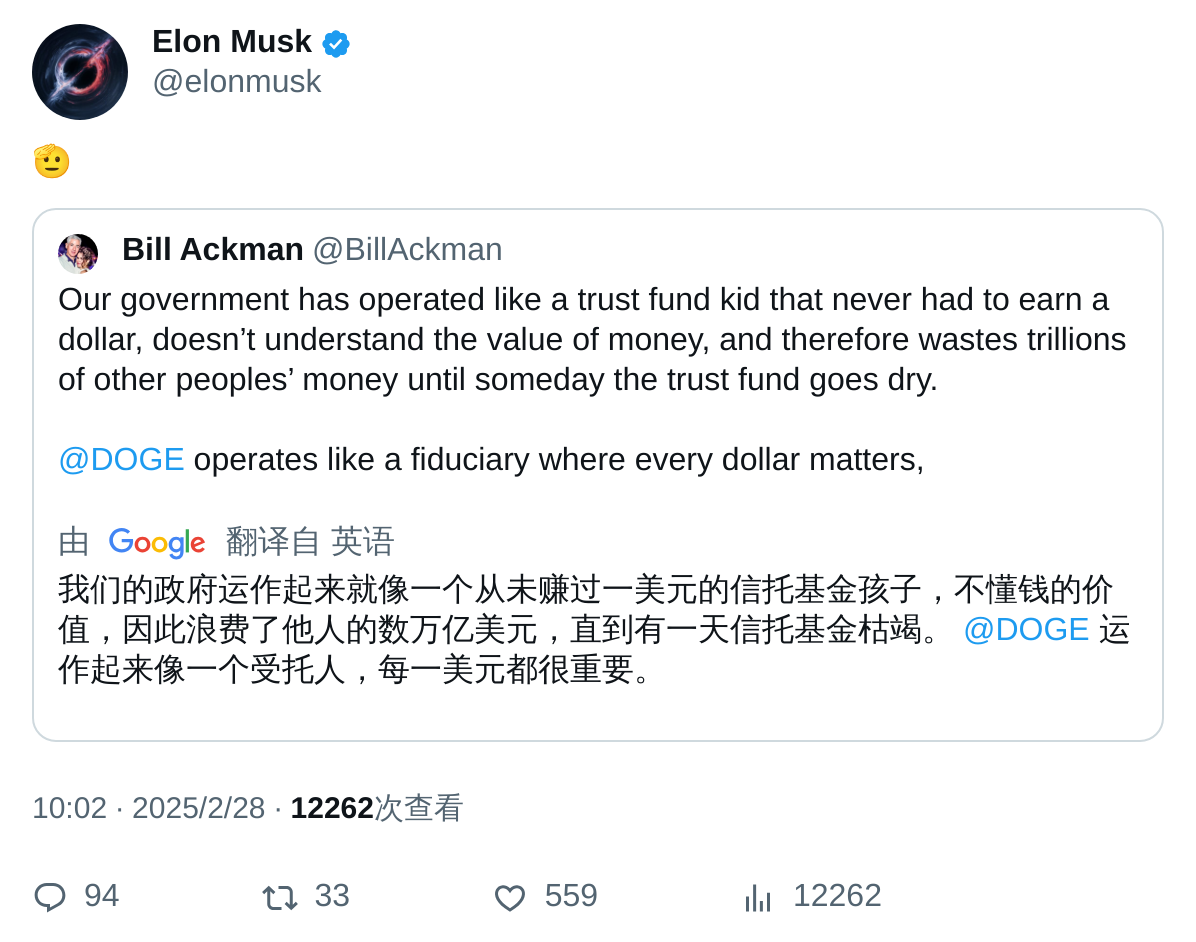 Elon Musk
@elonmusk
🫡
Bill Ackman @BillAckman
Our government has operated like a trust fund kid that never had to earn a
dollar, doesn’t understand the value of money, and therefore wastes trillions
of other peoples’ money until someday the trust fund goes dry.
@DOGE operates like a fiduciary where every dollar matters,
由 Google 翻译自 英语
我们的政府运作起来就像一个从未赚过一美元的信托基金孩子，不懂钱的价
值，因此浪费了他人的数万亿美元，直到有一天信托基金枯竭。 @DOGE 运
作起来像一个受托人，每一美元都很重要。
10:02 · 2025/2/28 · 12262次查看
94 33 559 12262